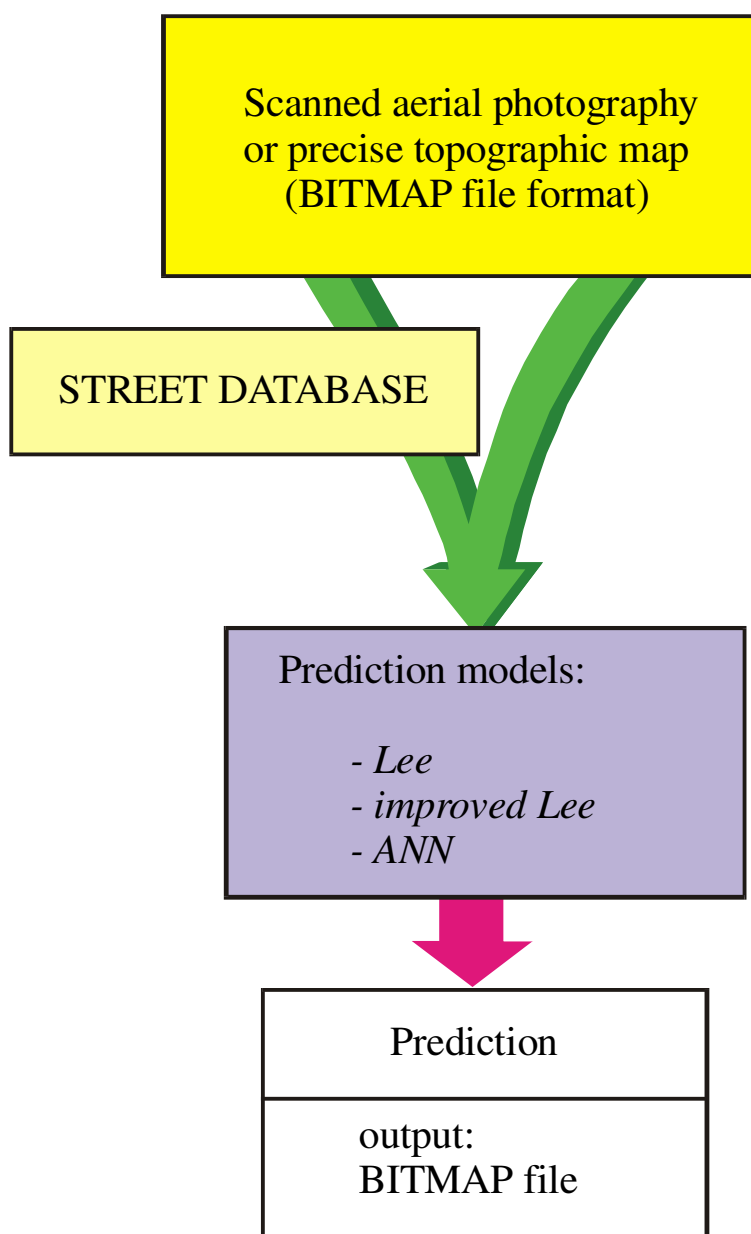 Scanned aerial photography
or precise topographic map
(BITMAP file format)
STREET DATABASE
Prediction models:
- Lee
- improved Lee
- ANN
Prediction
output:
BITMAP file